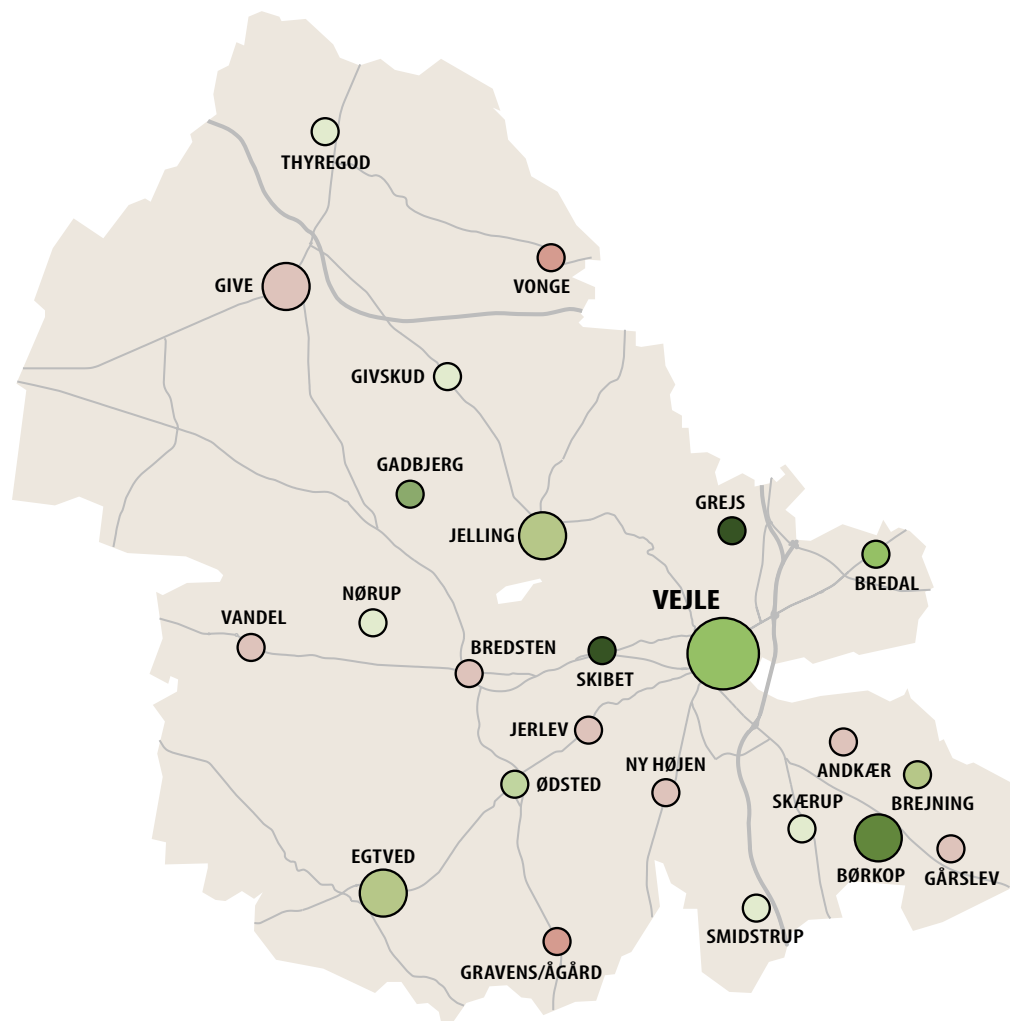 THYREGOD
GIVE
VONGE
GIVSKUD
GADBJERG
GREJS
JELLING
BREDAL
NØRUP
VEJLE
VANDEL
BREDSTEN
SKIBET
JERLEV
NY HØJEN
ANDKÆR
ØDSTED
SKÆRUP
BREJNING
EGTVED
BØRKOP
GÅRSLEV
SMIDSTRUP
GRAVENS/ÅGÅRD